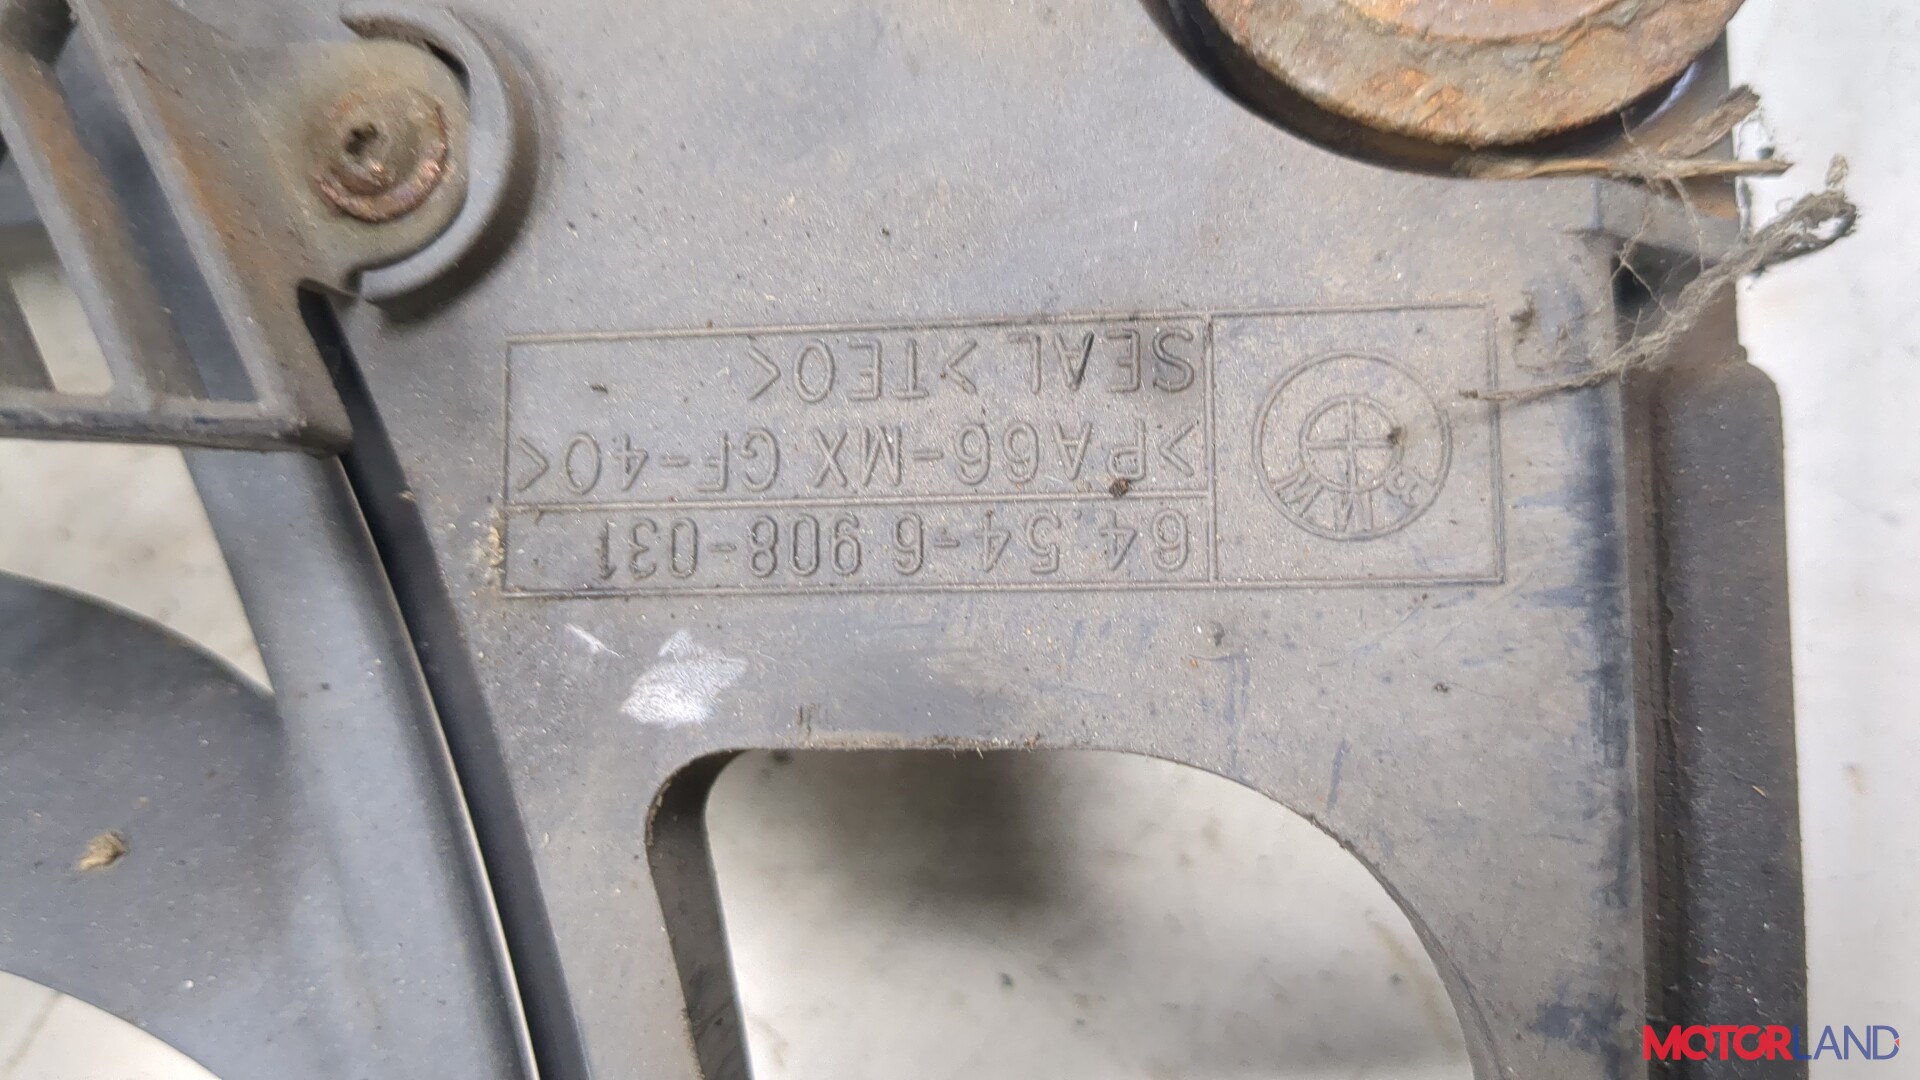 BMW
64.54-6 908-031
>PA66-MX GF-40<
SEAL >TEO<
MOTORLAND